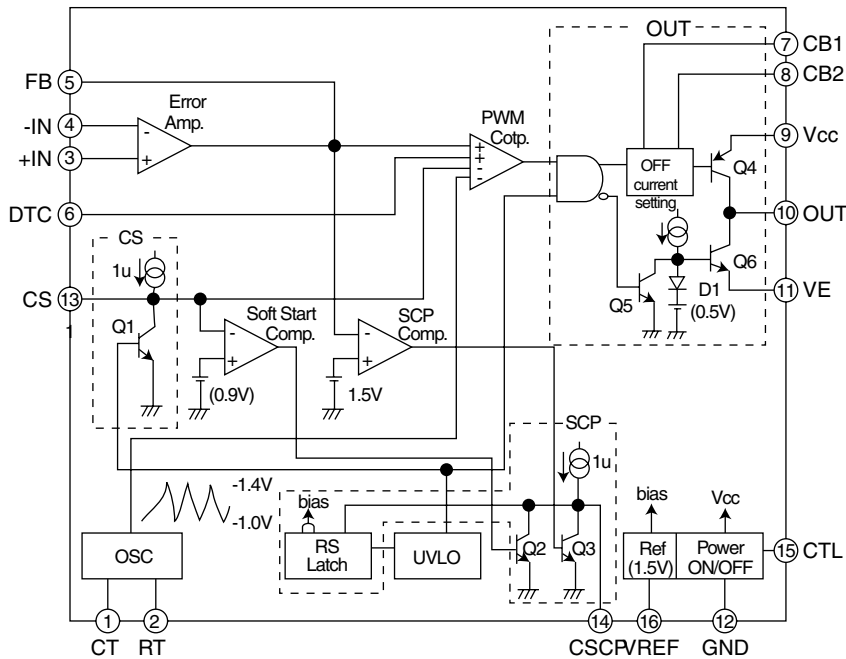 OUT
7 CB1
8 CB2
FB 5
Error
Amp.
PWM
Cotp.
-IN 4
+IN 3
- +
+ + - -
9 Vcc
OFF
current
setting
Q4
DTC 6
10 OUT
CS
1u
Q6
CS 13
1
Q5
D1
(0.5V)
11 VE
Q1
Soft Start
Comp.
SCP
Comp.
- +
- +
(0.9V)
1.5V
SCP
1u
-1.4V
-1.0V
bias
bias
Vcc
OSC
RS
Latch
UVLO
Q2
Q3
Ref
(1.5V)
Power
ON/OFF
15 CTL
1
2
14
16
12
CT
RT
CSCP
VREF
GND